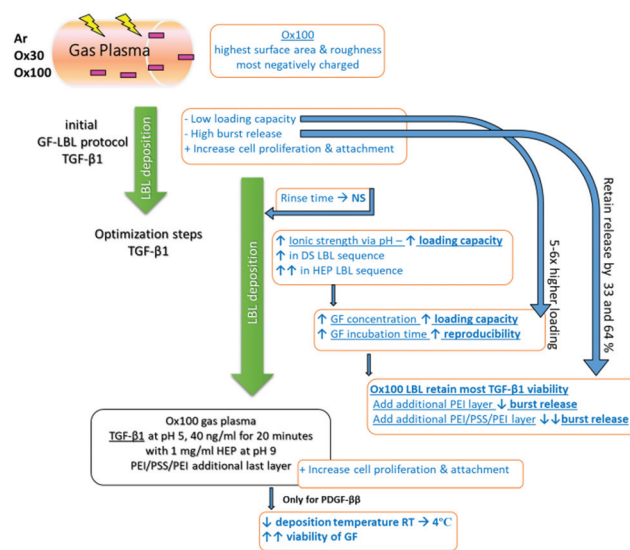 Ar
Ox30
Ox100
Gas Plasma
Ox100
highest surface area & roughness
most negatively charged
initial
GF-LBL protocol
TGF-β1
LBL deposition
- Low loading capacity
- High burst release
+ Increase cell proliferation & attachment
Rinse time → NS
Optimization steps
TGF-β1
LBL deposition
↑ Ionic strength via pH – ↑ loading capacity
↑ in DS LBL sequence
↑↑ in HEP LBL sequence
5-6x higher
loading
Retain release by 33 and 64 %
↑ GF concentration ↑ loading capacity
↑ GF incubation time ↑ reproducibility
Ox100 LBL retain most TGF-β1 viability
Add additional PEI layer ↓ burst release
Add additional PEI/PSS/PEI layer ↓↓burst release
Ox100 gas plasma
TGF-β1 at pH 5, 40 ng/ml for 20 minutes
with 1 mg/ml HEP at pH 9
PEI/PSS/PEI additional last layer
+ Increase cell proliferation & attachment
Only for PDGF-ββ
↓ deposition temperature RT → 4°C
↑↑ viability of GF